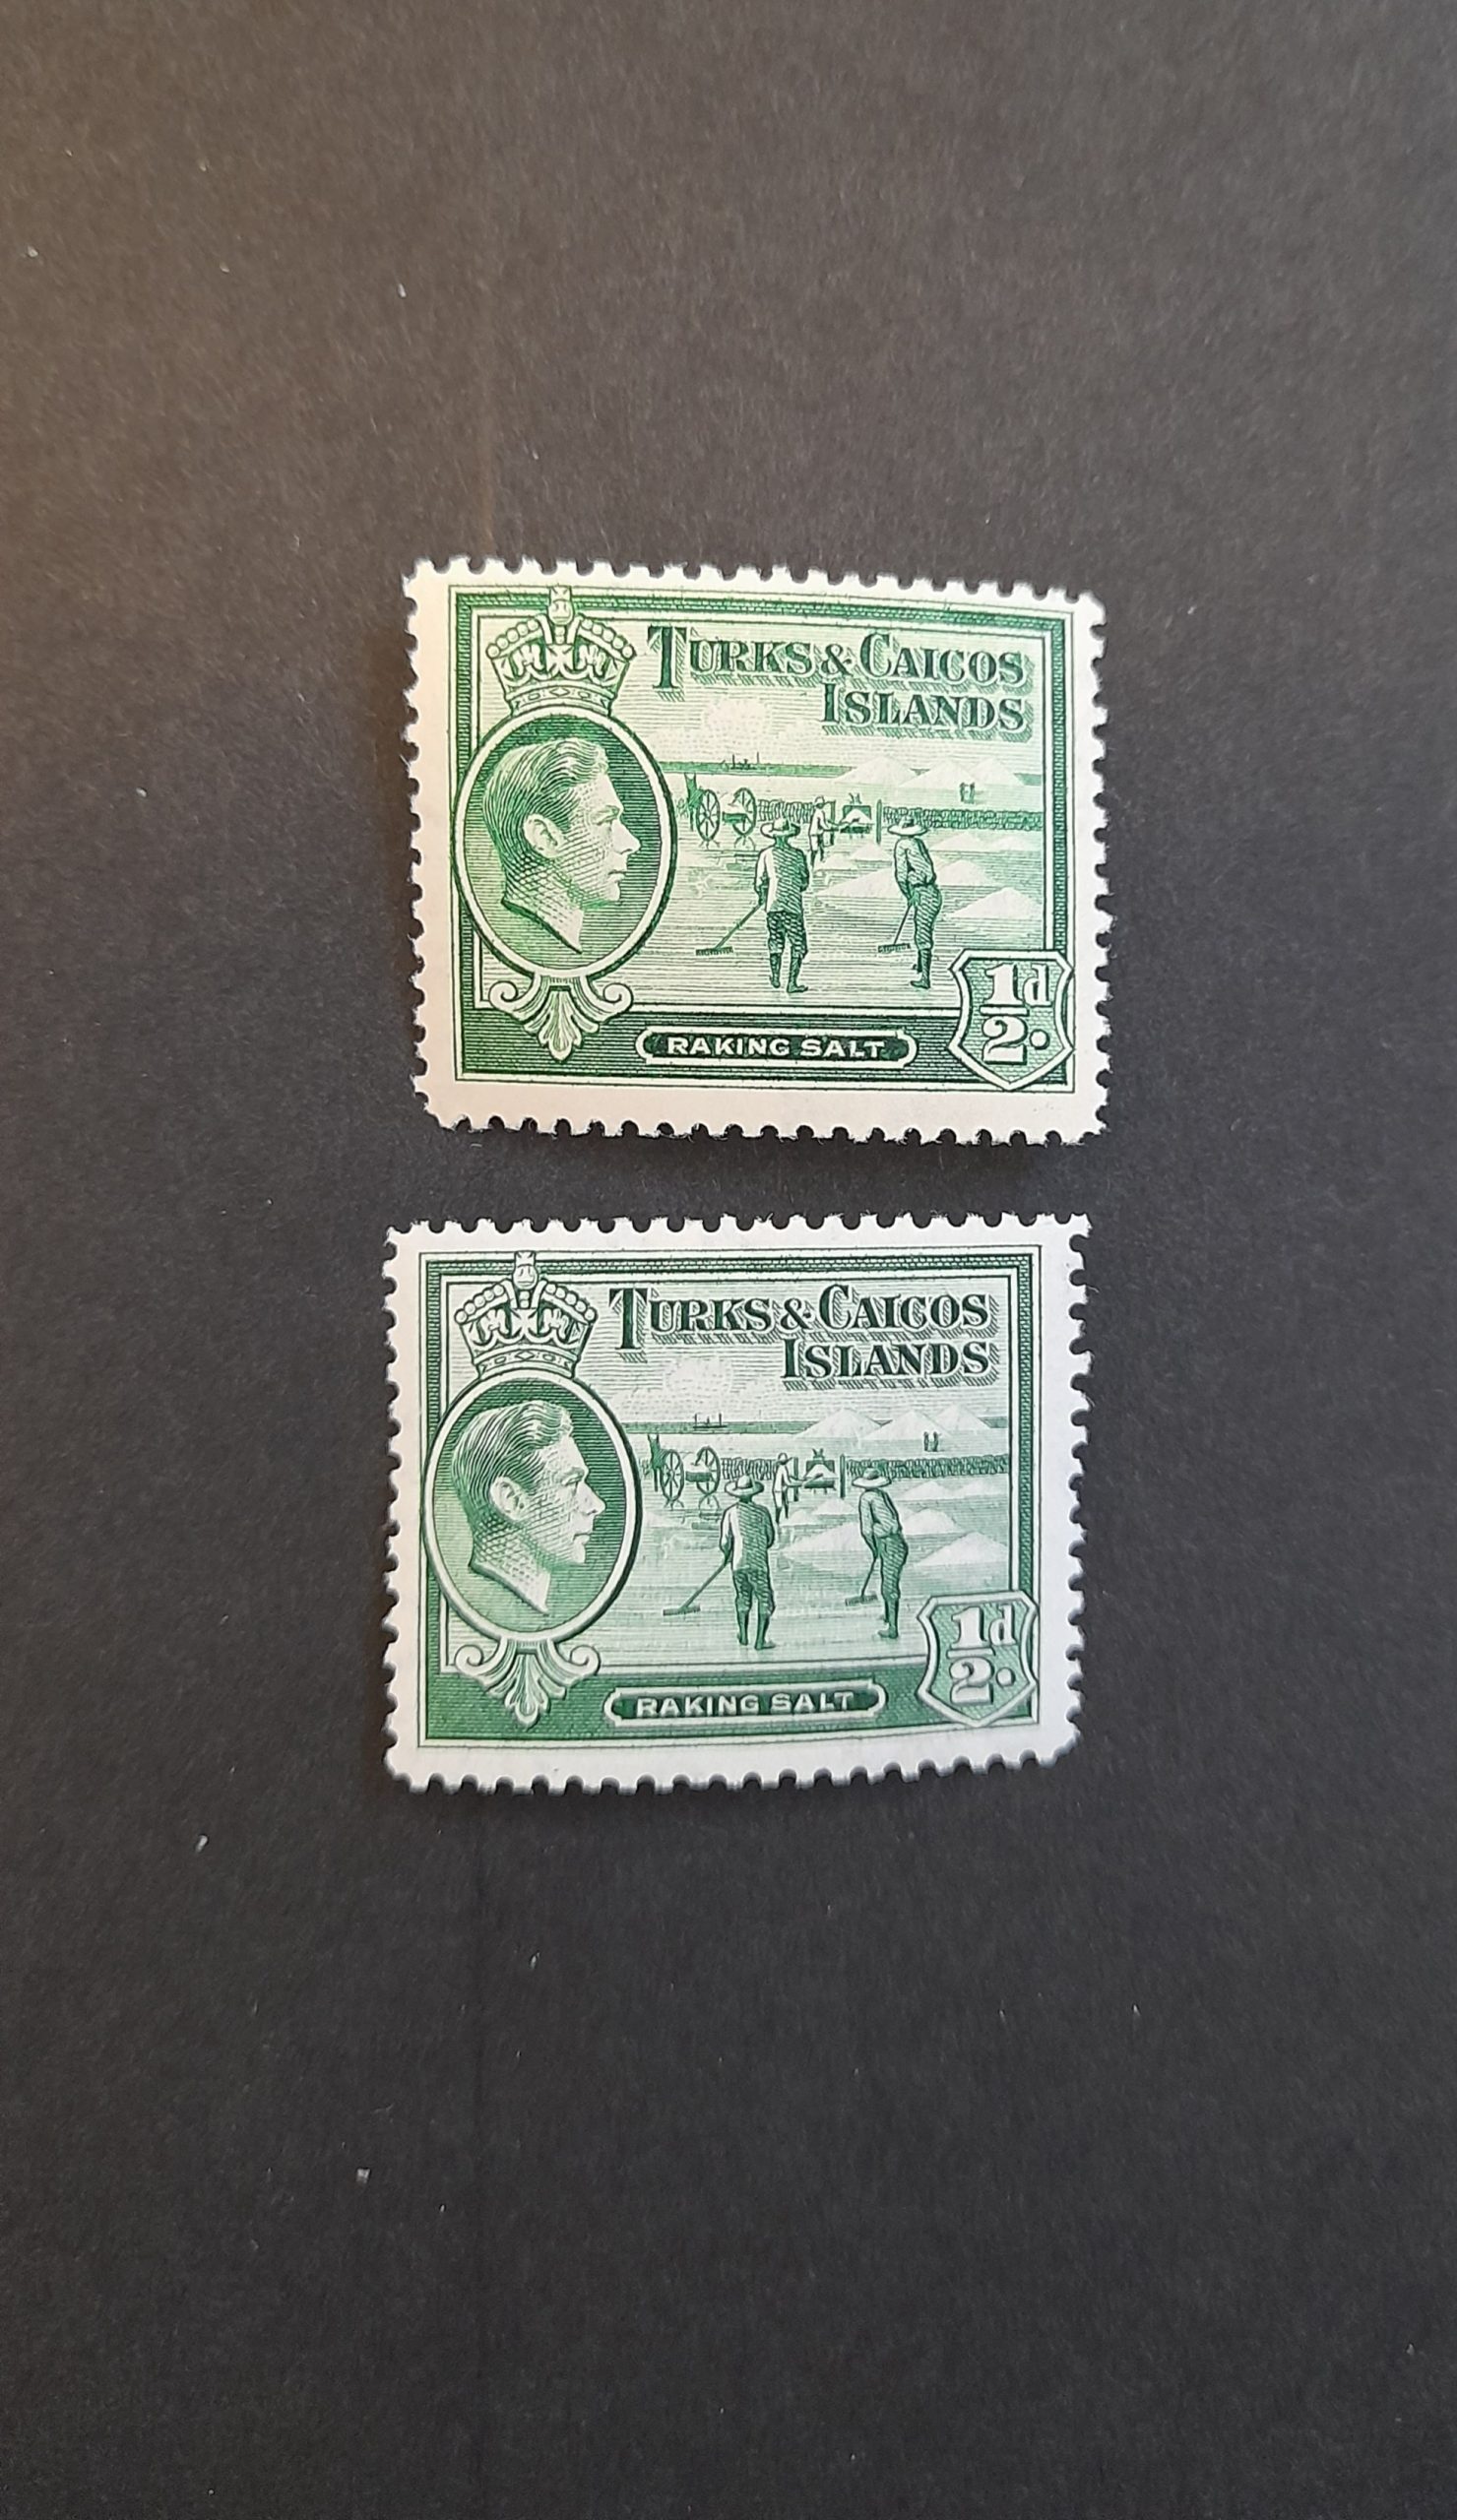 TURKS & CAICOS
ISLANDS
1/2d.
RAKING SALT
TURKS & CAICOS
ISLANDS
1/2d.
RAKING SALT